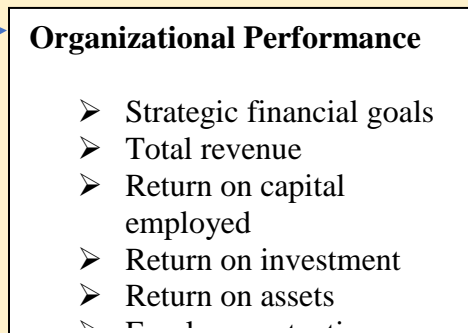 Organizational Performance
➢ Strategic financial goals
➢ Total revenue
➢ Return on capital
employed
➢ Return on investment
➢ Return on assets